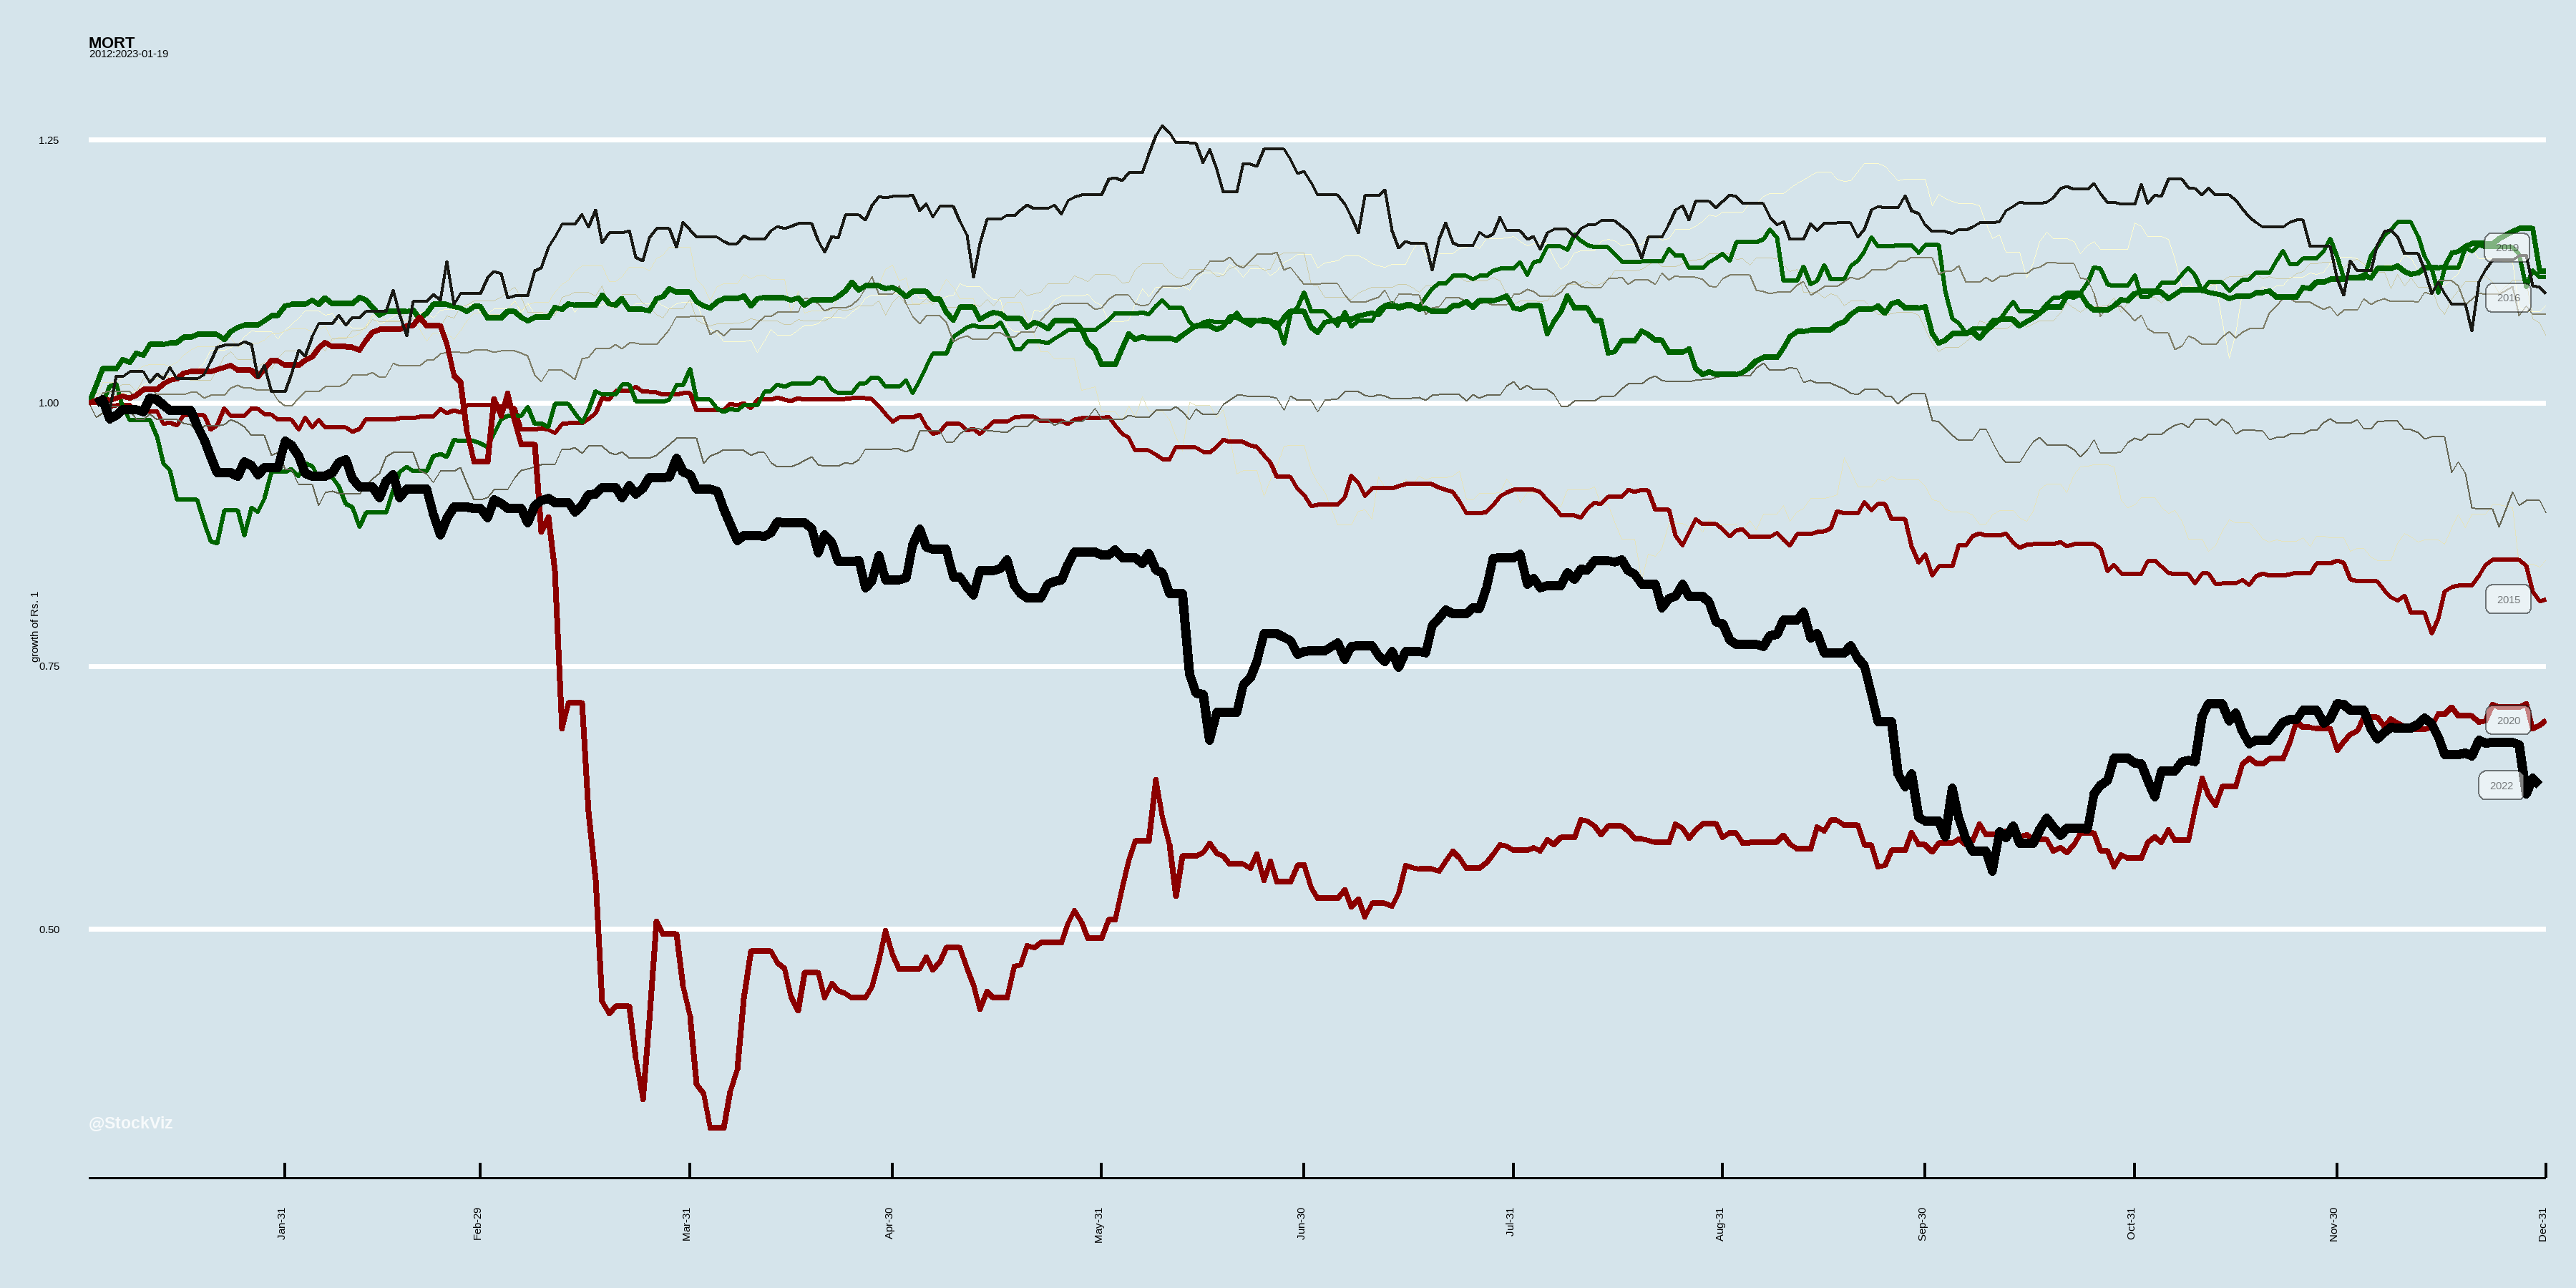 MORT
2012:2023-01-19
1.25
1.00
0.75
0.50
growth of Rs. 1
2019
2016
2015
2020
2022
@StockViz
Jan-31
Feb-29
Mar-31
Apr-30
May-31
Jun-30
Jul-31
Aug-31
Sep-30
Oct-31
Nov-30
Dec-31